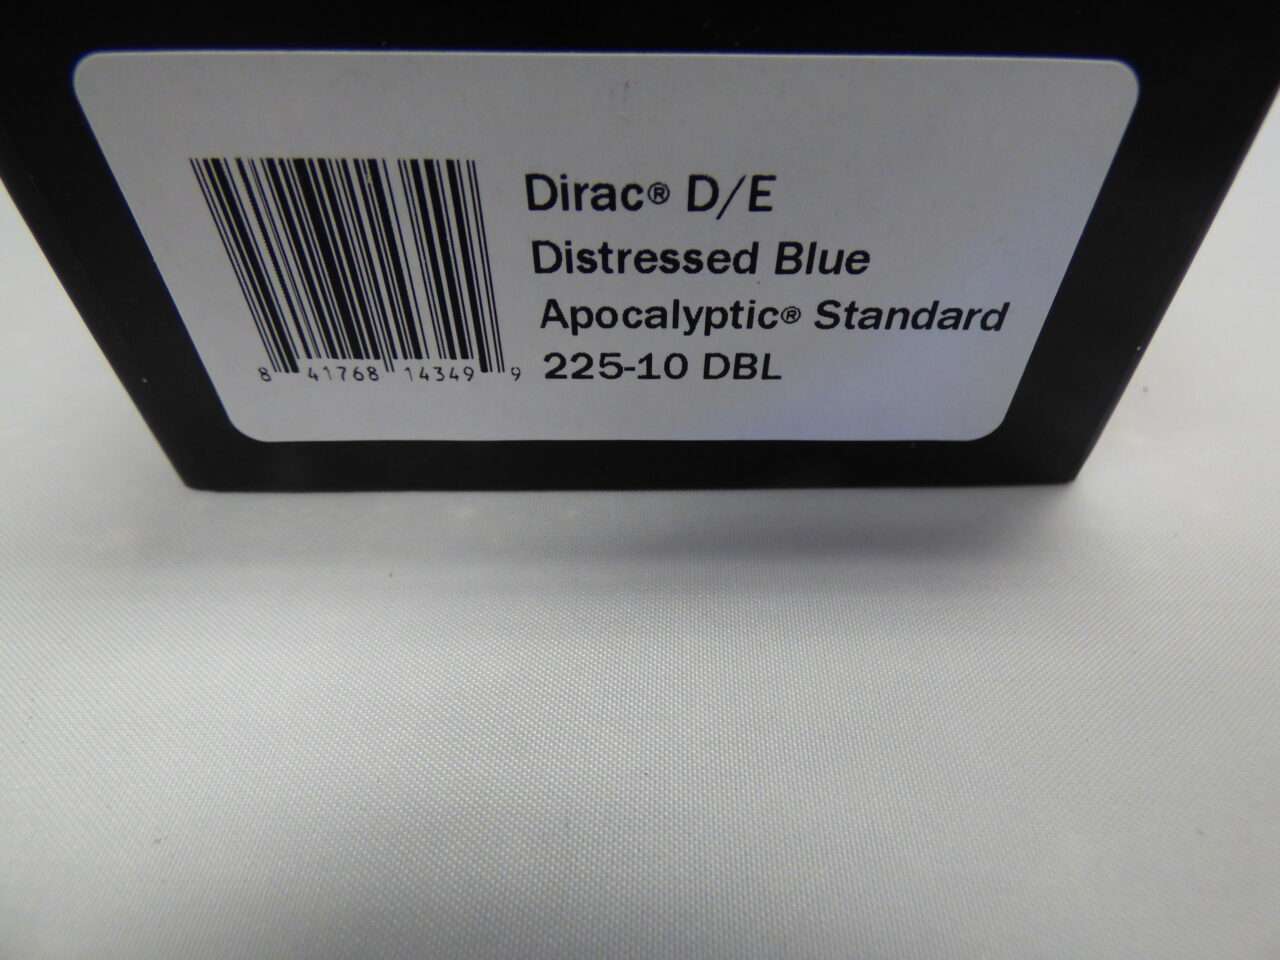 Dirac® D/E
Distressed Blue
Apocalyptic® Standard
225-10 DBL
8 41768 14349 9